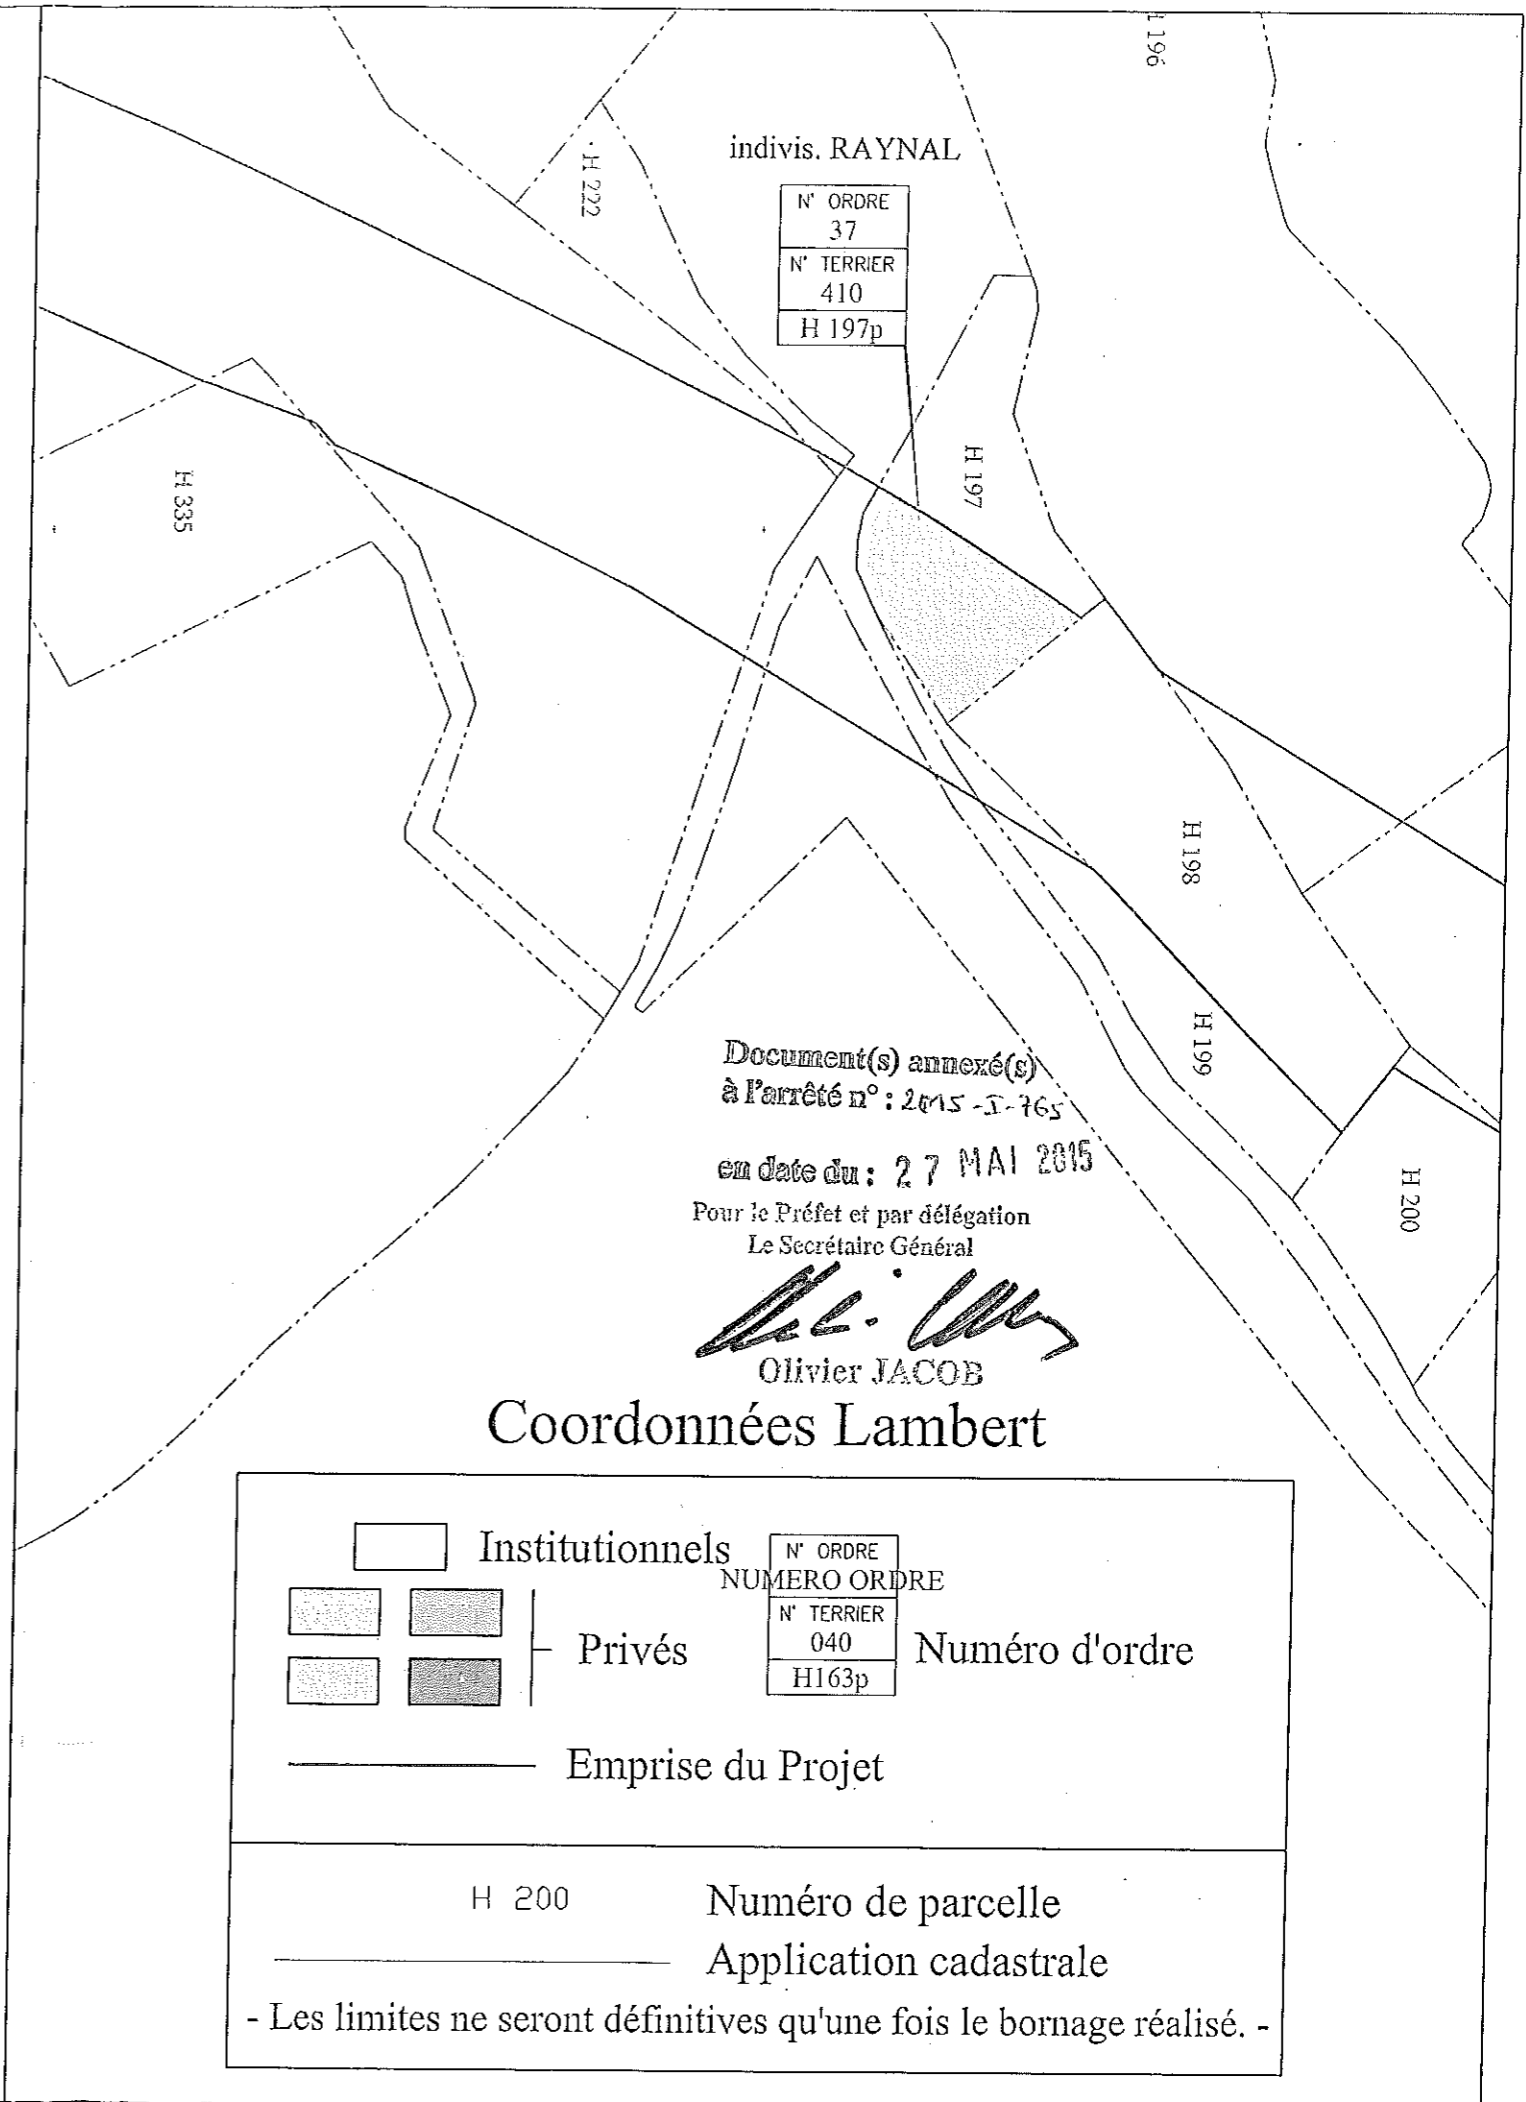 H 196
indivis. RAYNAL
H 222
N° ORDRE
37
N° TERRIER
410
H 197p
H 197
H 335
H 198
H 199
Document(s) annexé(s)
à l'arrêté n° : 2015-I-765
en date du : 27 MAI 2015
H 200
Pour le Préfet et par délégation
Le Secrétaire Général
Olivier JACOB
Coordonnées Lambert
Institutionnels
N° ORDRE
NUMERO ORDRE
N° TERRIER
040
H163p
Privés
Numéro d'ordre
Emprise du Projet
H 200
Numéro de parcelle
Application cadastrale
- Les limites ne seront définitives qu'une fois le bornage réalisé. -